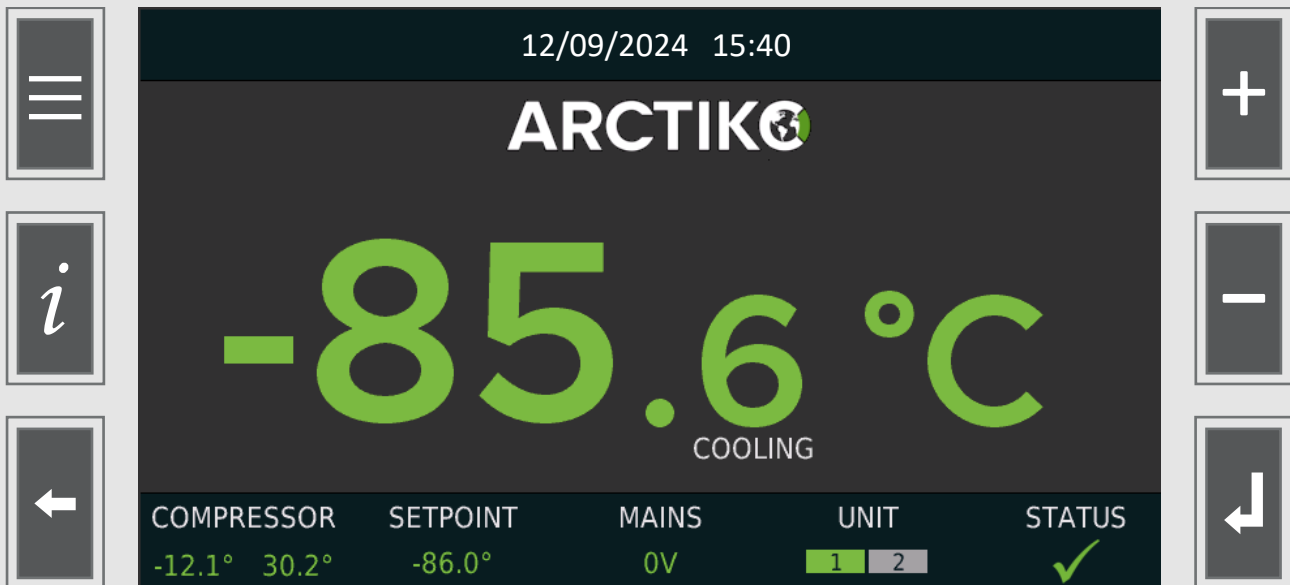 12/09/2024 15:40
ARCTIKO
-85.6 °C
COOLING
COMPRESSOR SETPOINT MAINS UNIT STATUS
-12.1° 30.2° -86.0° 0V 1 2
i